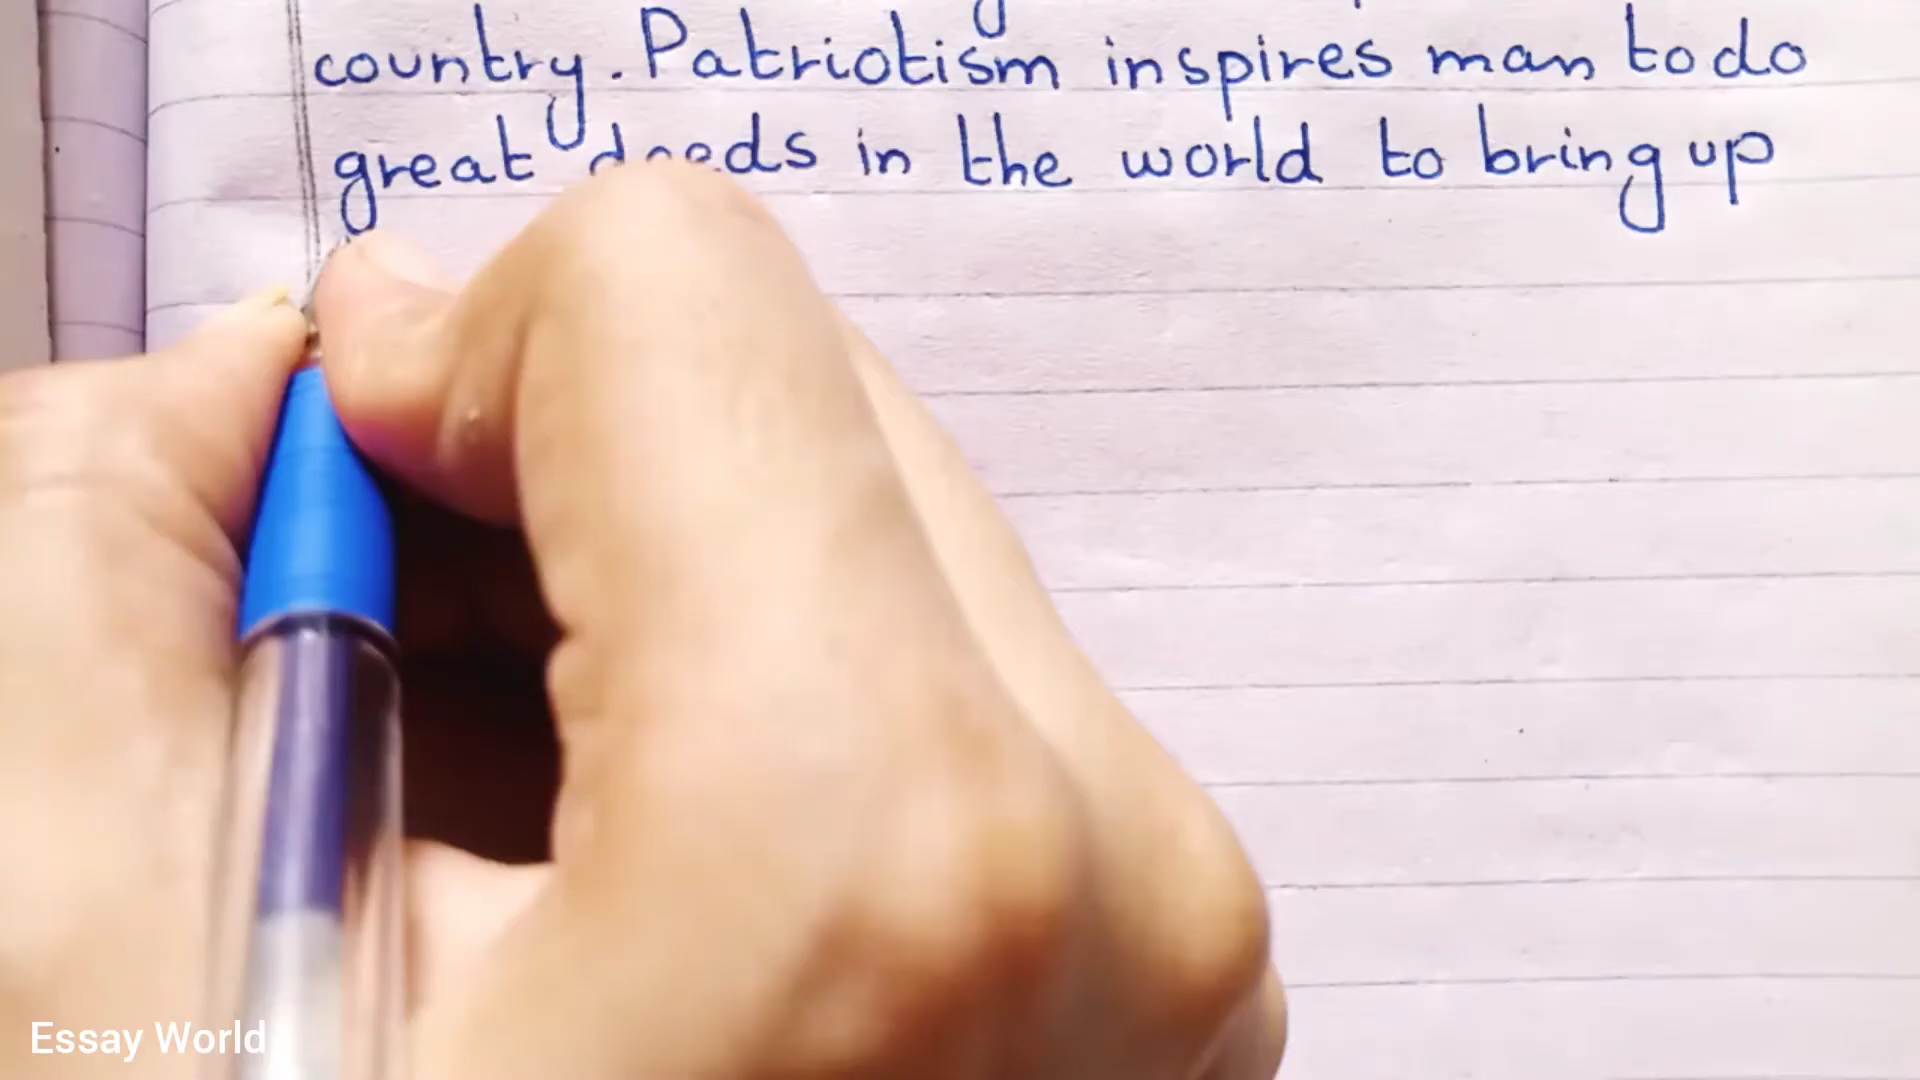 country. Patriotism inspires man to do
great deeds in the world to bring up
Essay World